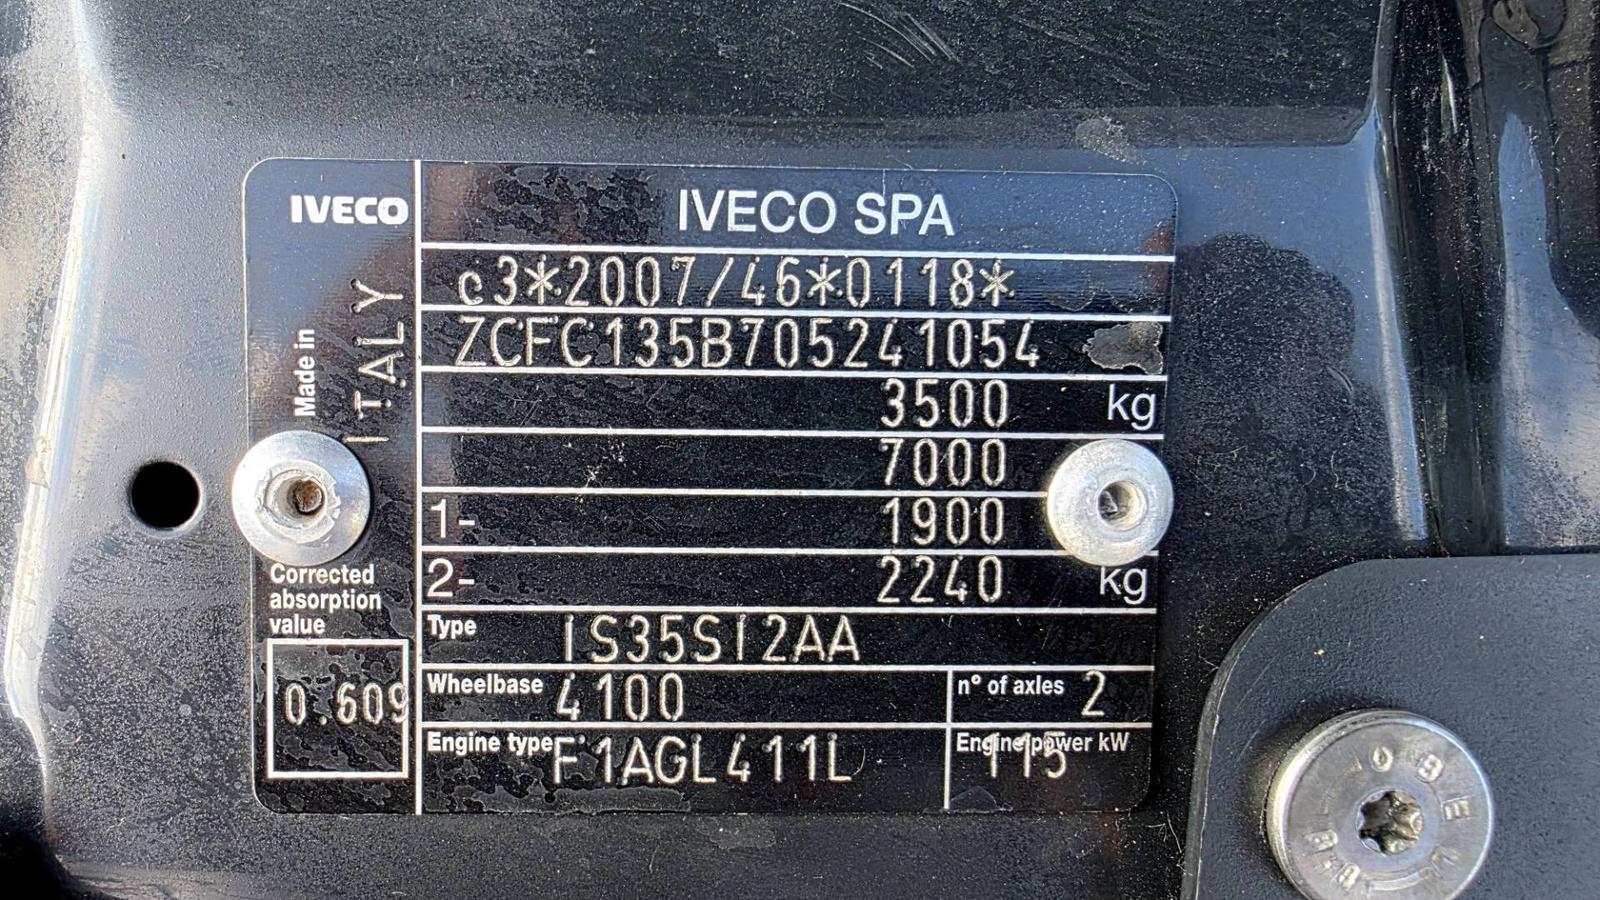 IVECO
IVECO SPA
Made in ITALY
e3*2007/46*0118*
ZCFC135B705241054
3500 kg
7000
1- 1900
2- 2240 kg
Corrected
absorption
value
0.609
Type IS35SI2AA
Wheelbase 4100
n° of axles 2
Engine type F1AGL411L
Engine power kW 115